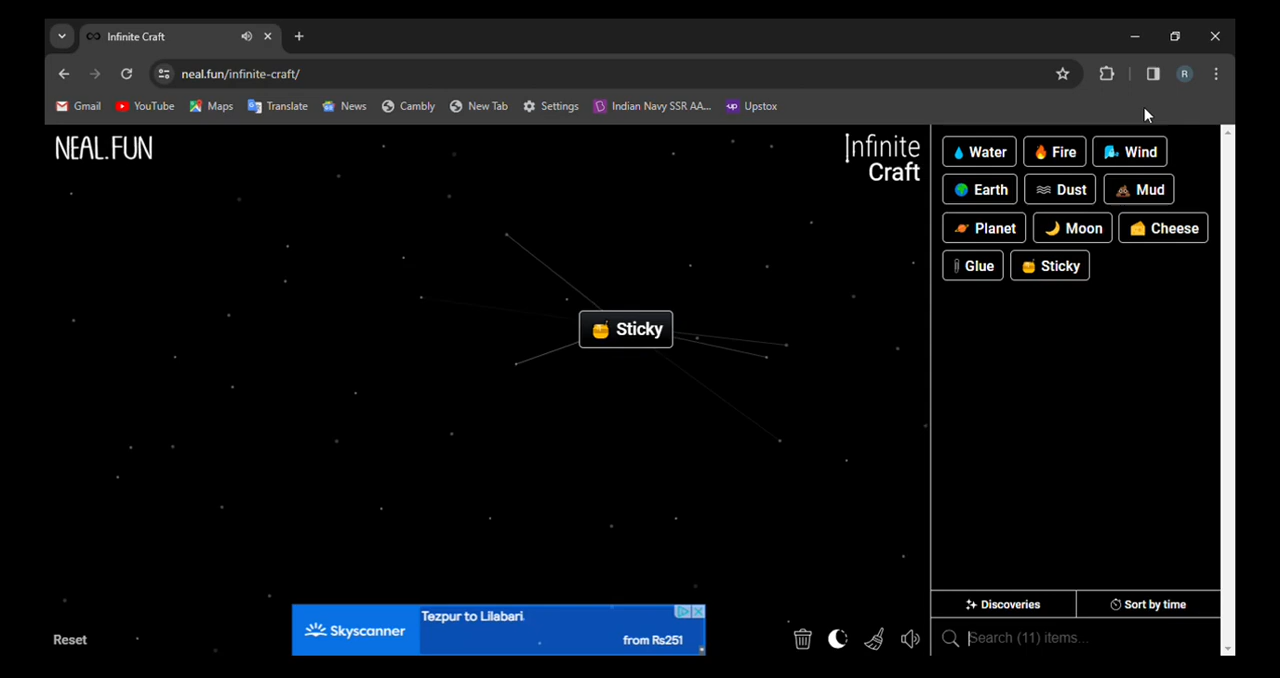 Infinite Craft
neal.fun/infinite-craft/
R
Gmail YouTube Maps Translate News Cambly New Tab Settings Indian Navy SSR AA... up Upstox
NEAL.FUN
Infinite
Craft
Water Fire Wind
Earth Dust Mud
Planet Moon Cheese
Glue Sticky
Sticky
Discoveries Sort by time
Search (11) items...
Reset
Skyscanner
Tezpur to Lilabari
from Rs251